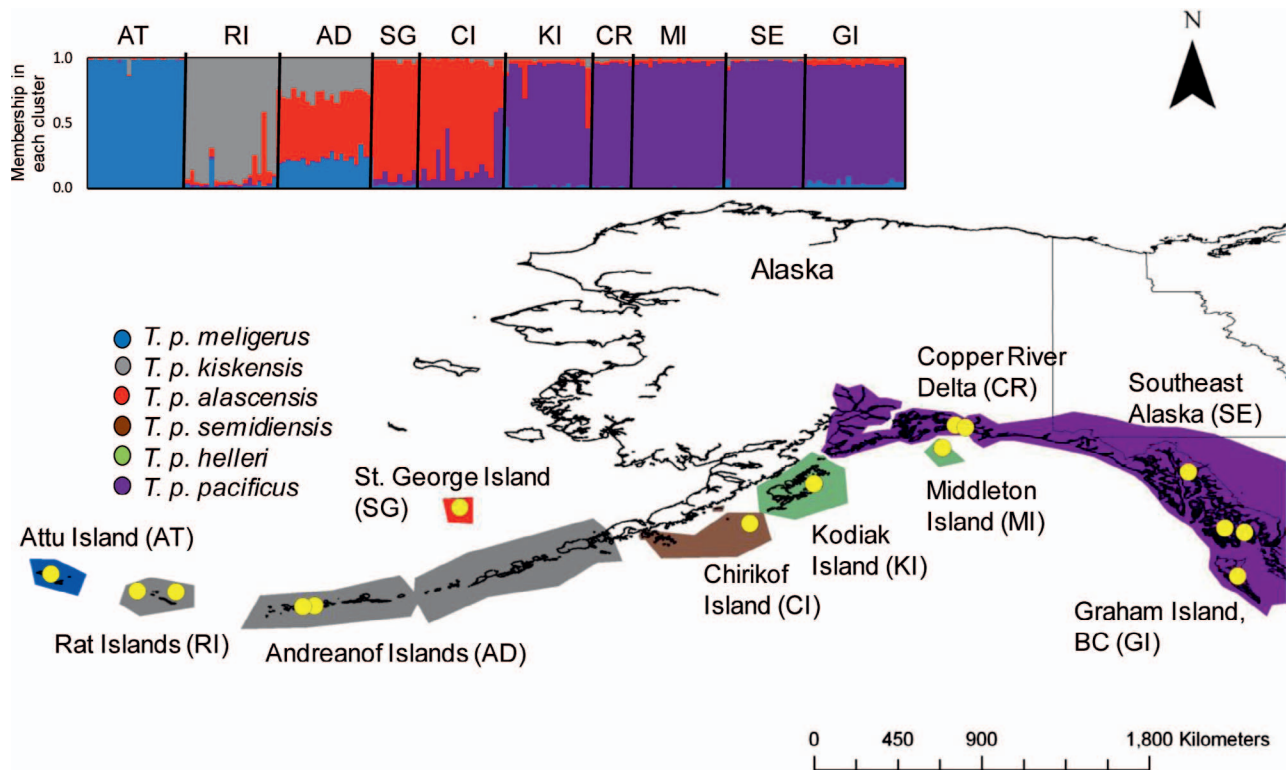 AT RI AD SG CI KI CR MI SE GI
N
1.0
0.5
0.0
Membership in
each cluster
Alaska
T. p. meligerus
T. p. kiskensis
T. p. alascensis
T. p. semidiensis
T. p. helleri
T. p. pacificus
Copper River
Delta (CR)
Southeast
Alaska (SE)
St. George Island
(SG)
Attu Island (AT)
Middleton
Island (MI)
Kodiak
Island (KI)
Chirikof
Island (CI)
Rat Islands (RI)
Andreanof Islands (AD)
Graham Island,
BC (GI)
0 450 900 1,800 Kilometers